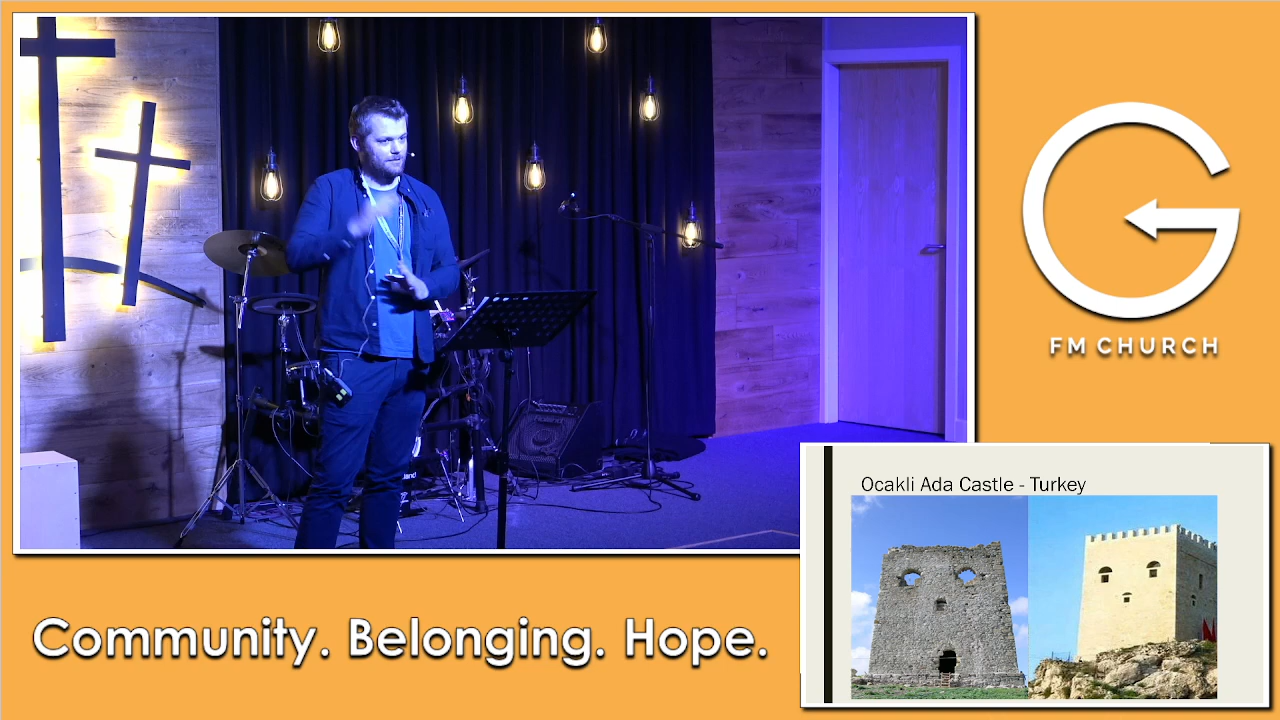 FM CHURCH
Ocakli Ada Castle - Turkey
Community. Belonging. Hope.